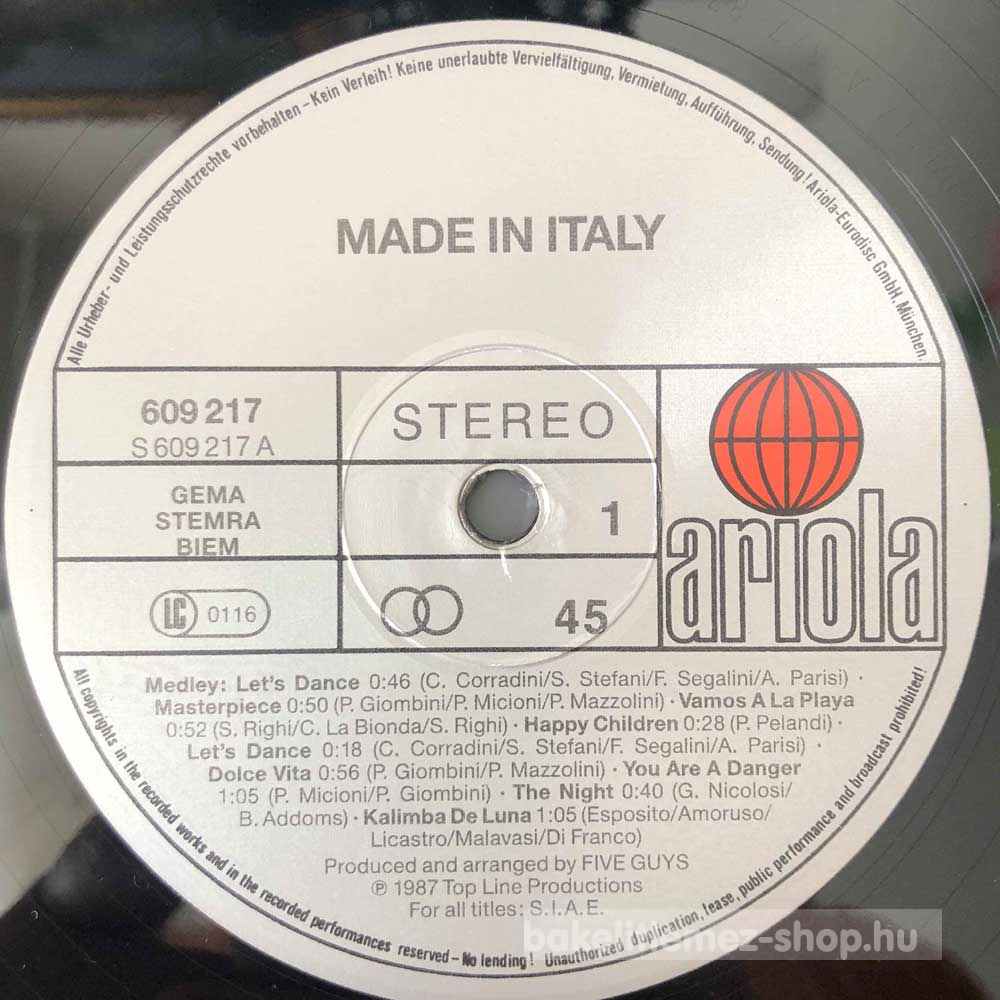 Alle Urheber- und Leistungsschutzrechte vorbehalten – Kein Verleih! Keine unerlaubte Vervielfältigung, Vermietung, Aufführung, Sendung! Ariola-Eurodisc GmbH, München.
MADE IN ITALY
609 217
S 609 217 A
STEREO
GEMA
STEMRA
BIEM
1
LC 0116
45
ariola
Medley: Let's Dance 0:46 (C. Corradini/S. Stefani/F. Segalini/A. Parisi) ·
Masterpiece 0:50 (P. Giombini/P. Micioni/P. Mazzolini) · Vamos A La Playa
0:52 (S. Righi/C. La Bionda/S. Righi) · Happy Children 0:28 (P. Pelandi) ·
Let's Dance 0:18 (C. Corradini/S. Stefani/F. Segalini/A. Parisi) ·
Dolce Vita 0:56 (P. Giombini/P. Mazzolini) · You Are A Danger
1:05 (P. Micioni/P. Giombini) · The Night 0:40 (G. Nicolosi/
B. Addoms) · Kalimba De Luna 1:05 (Esposito/Amoruso/
Licastro/Malavasi/Di Franco)
Produced and arranged by FIVE GUYS
℗ 1987 Top Line Productions
For all titles: S.I.A.E.
All copyrights in the recorded works and in the recorded performances reserved – No lending! Unauthorized duplication, lease, public performance and broadcast prohibited!
bakelitlemez-shop.hu